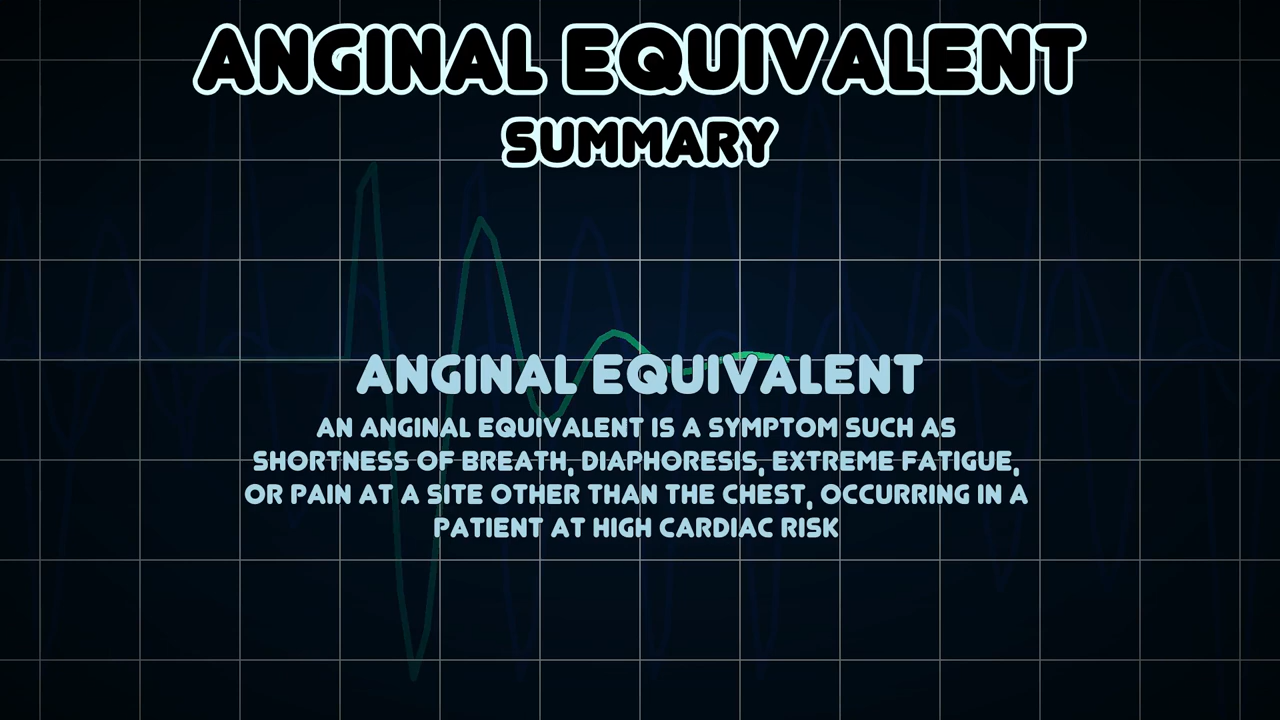 ANGINAL EQUIVALENT
SUMMARY
ANGINAL EQUIVALENT
AN ANGINAL EQUIVALENT IS A SYMPTOM SUCH AS
SHORTNESS OF BREATH, DIAPHORESIS, EXTREME FATIGUE,
OR PAIN AT A SITE OTHER THAN THE CHEST, OCCURRING IN A
PATIENT AT HIGH CARDIAC RISK